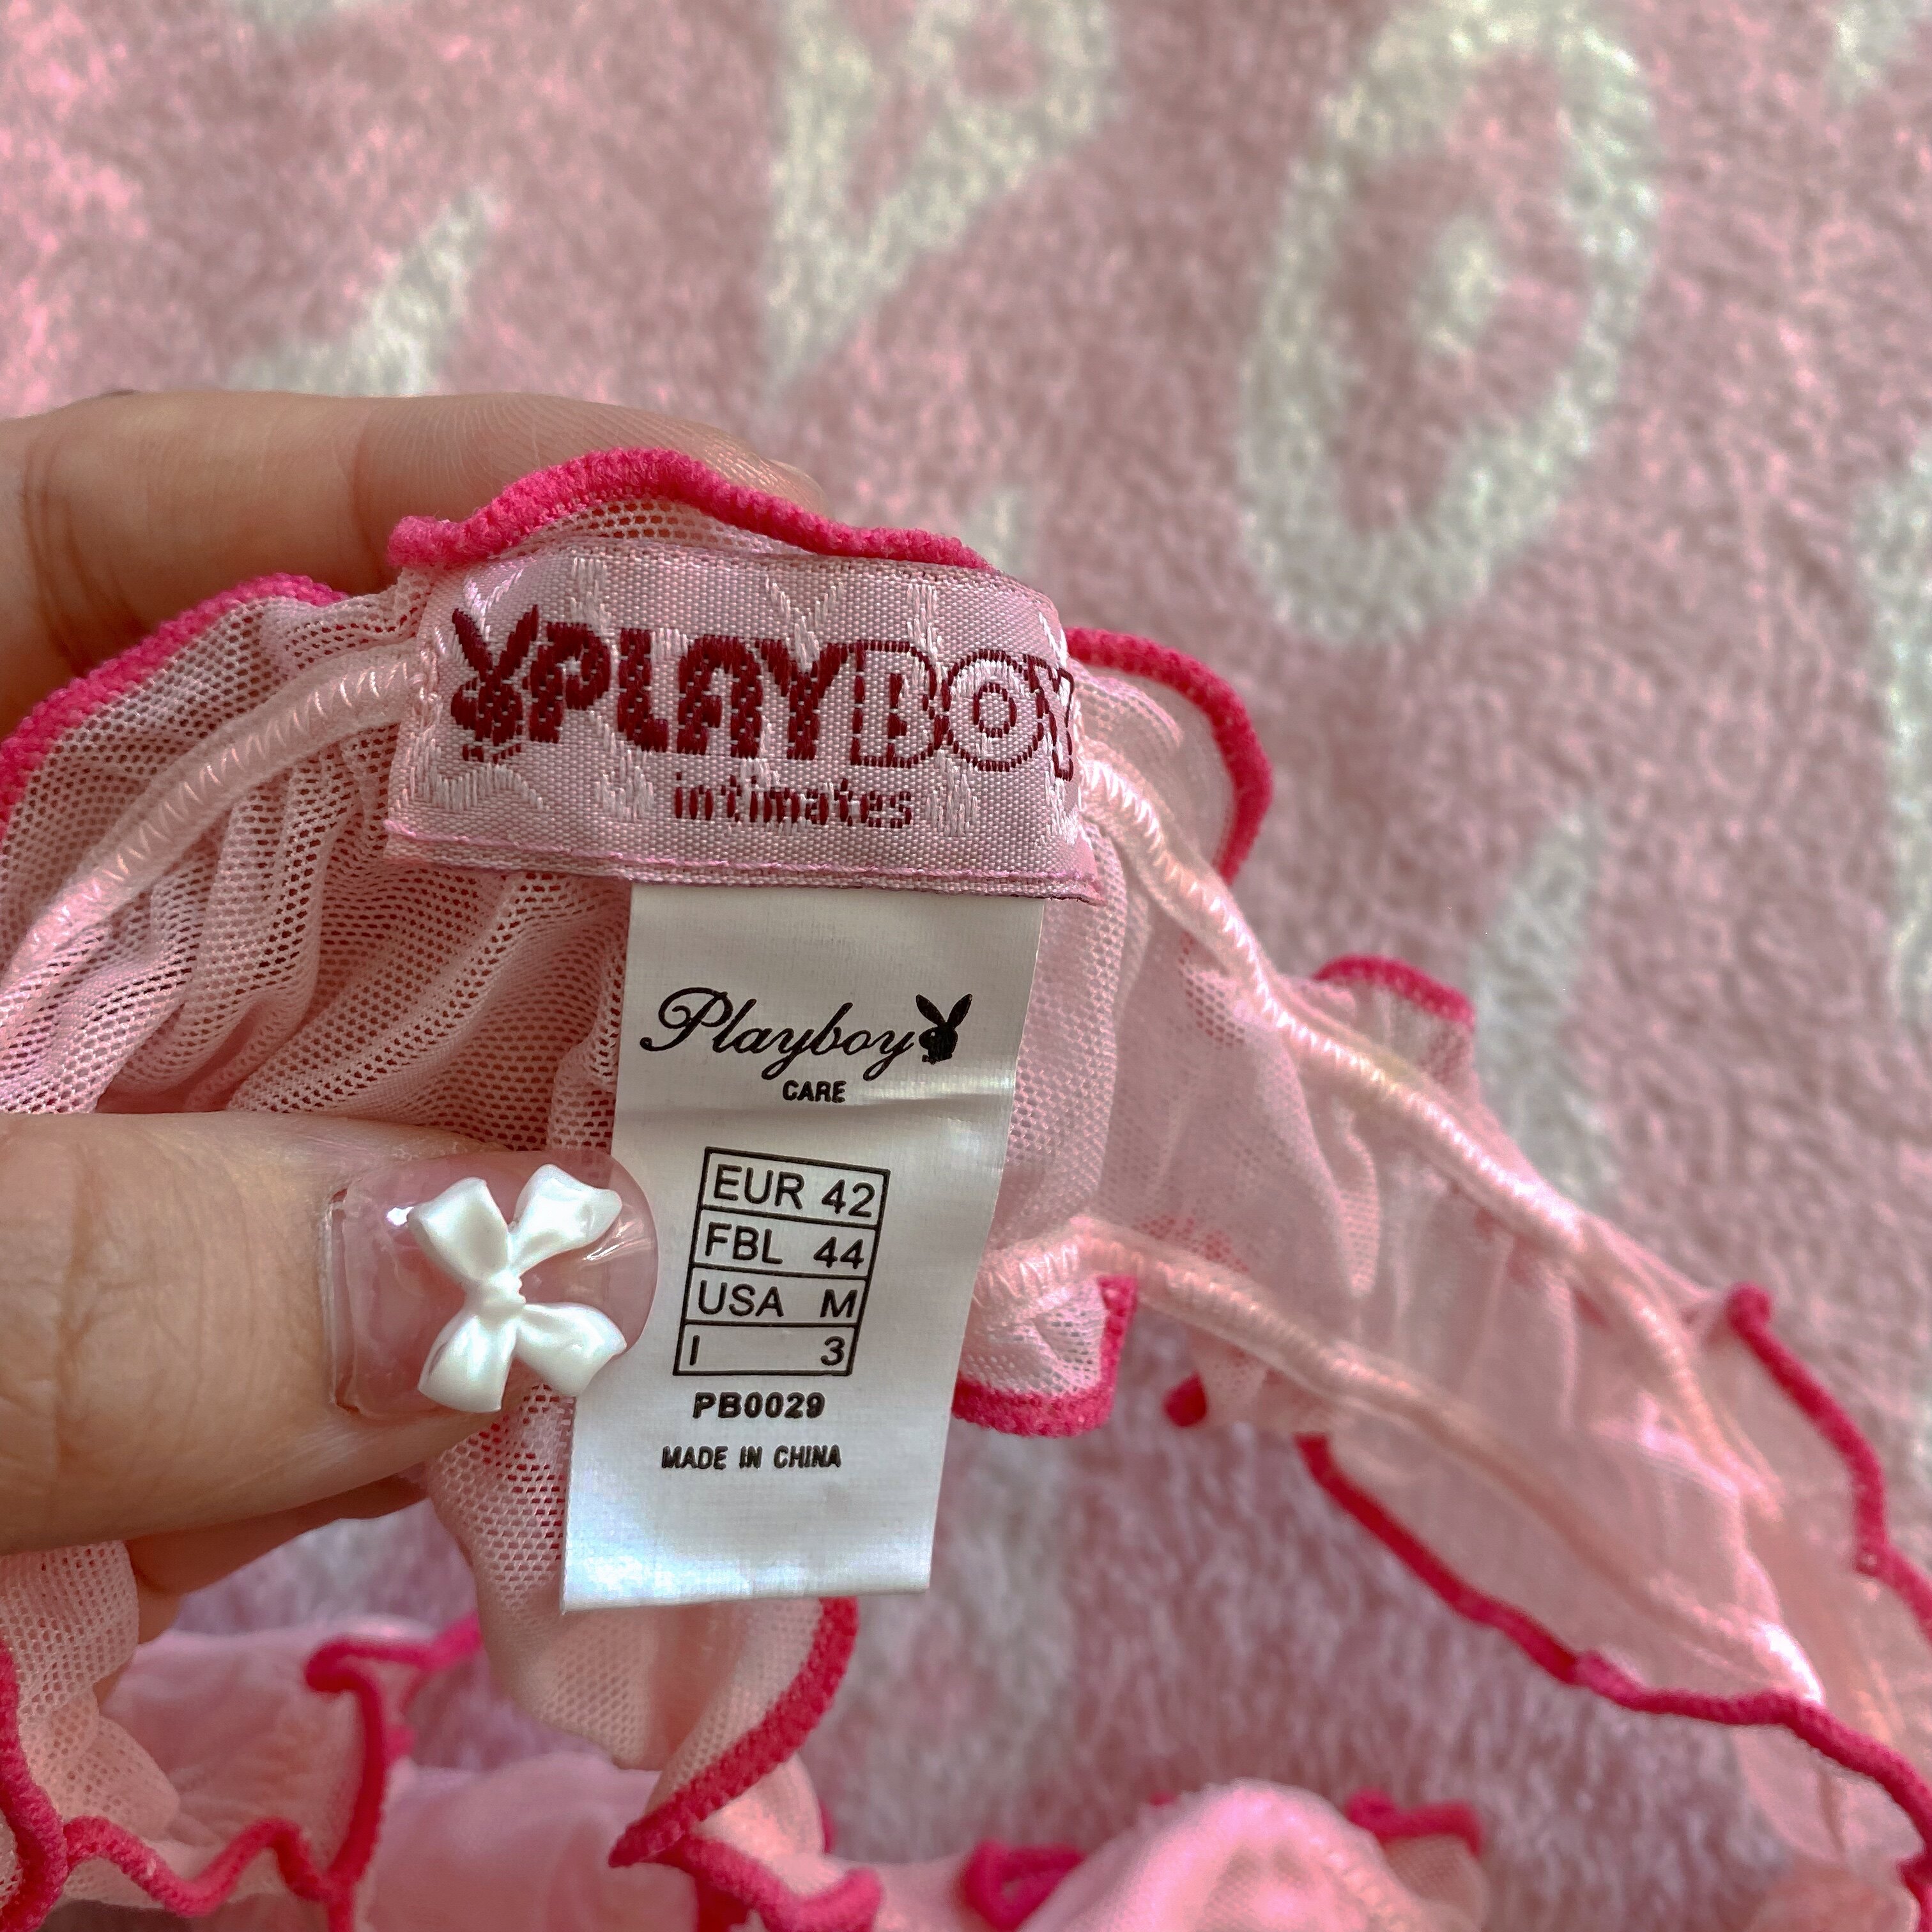 PLAYBOY
intimates
Playboy
CARE
EUR 42
FBL 44
USA M
I 3
PB0029
MADE IN CHINA